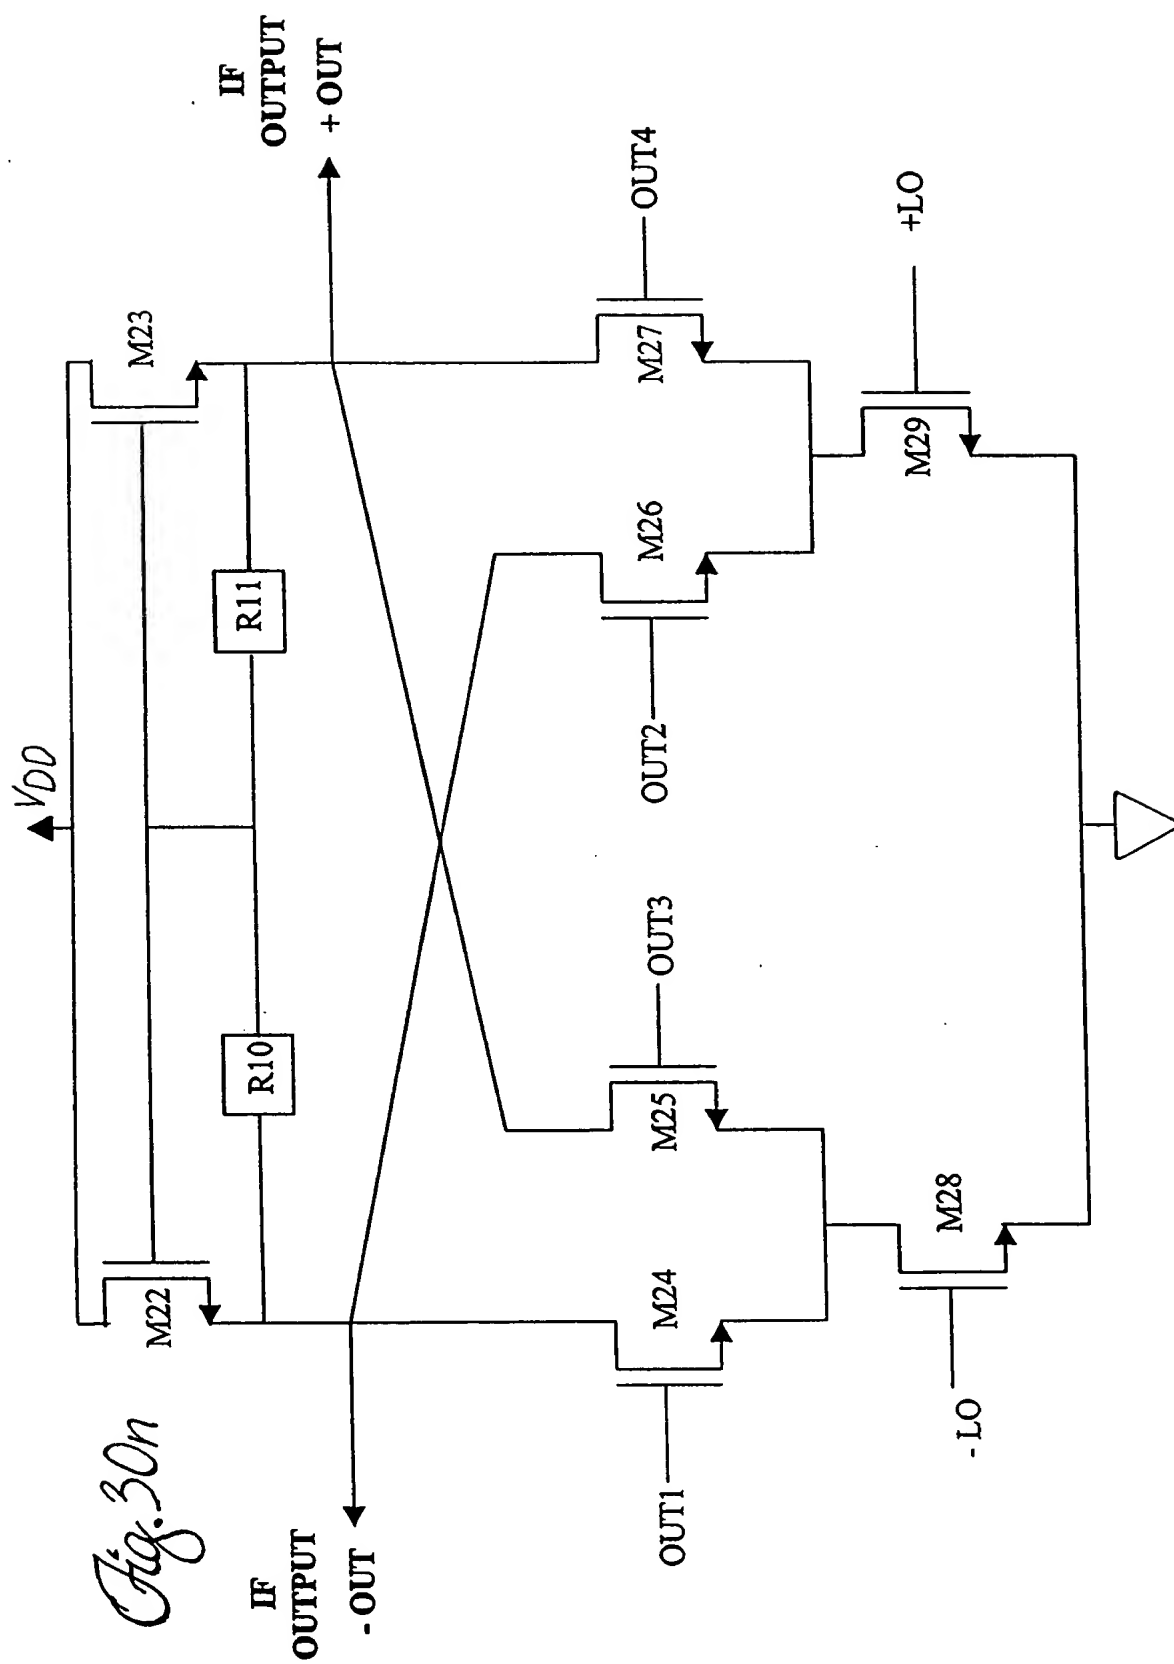 Fig. 30n
VDD
IF
OUTPUT
- OUT
IF
OUTPUT
+ OUT
M22
M23
R10
R11
OUT1
M24
M25
OUT3
OUT2
M26
M27
OUT4
- LO
M28
M29
+LO